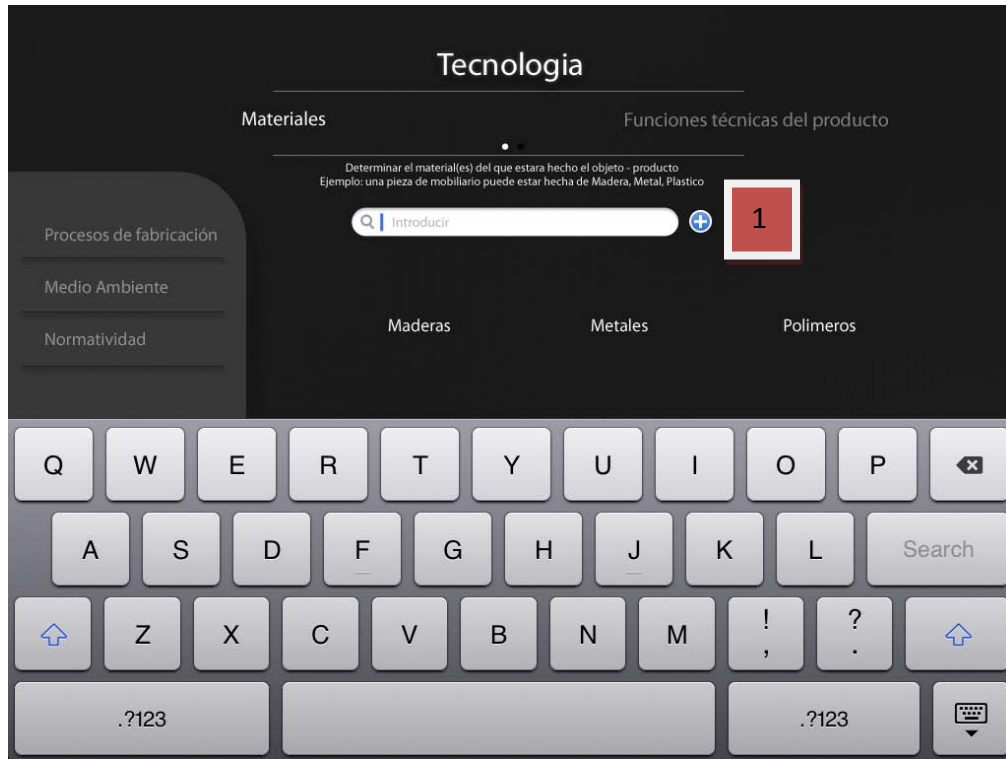 Tecnologia
Materiales Funciones técnicas del producto
Determinar el material(es) del que estara hecho el objeto - producto
Ejemplo: una pieza de mobiliario puede estar hecha de Madera, Metal, Plastico
Introducir
1
Procesos de fabricación
Medio Ambiente
Normatividad
Maderas Metales Polimeros
Q W E R T Y U I O P
A S D F G H J K L Search
Z X C V B N M ! , ? .
.?123 .?123